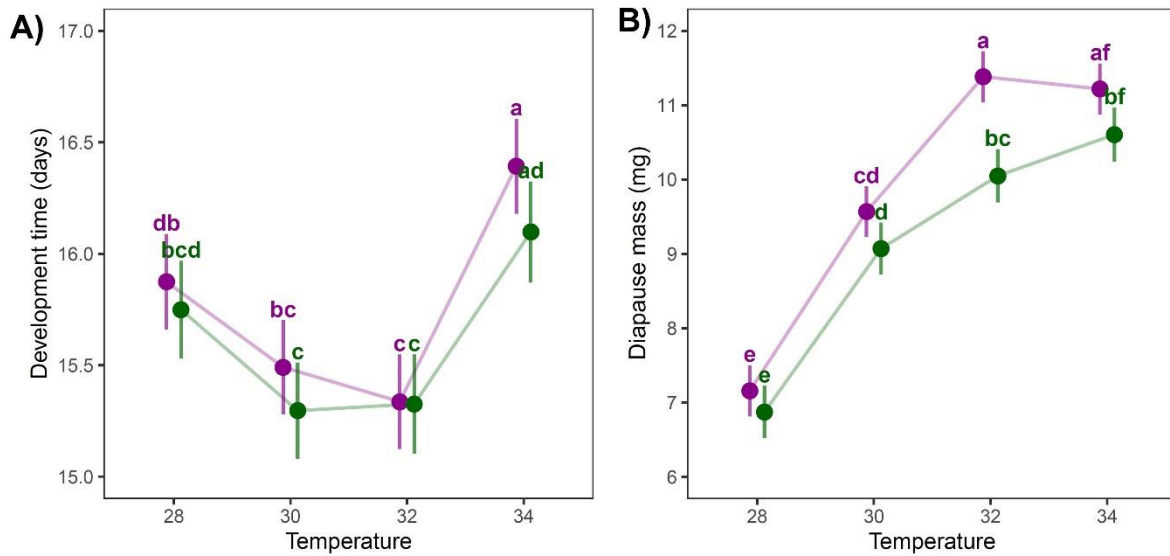 A)
Development time (days)
17.0
16.5
16.0
15.5
15.0
db
bcd
bc
c
c
c
a
ad
28
30
32
34
Temperature
B)
Diapause mass (mg)
12
11
10
9
8
7
6
e
e
cd
d
a
bc
af
bf
28
30
32
34
Temperature